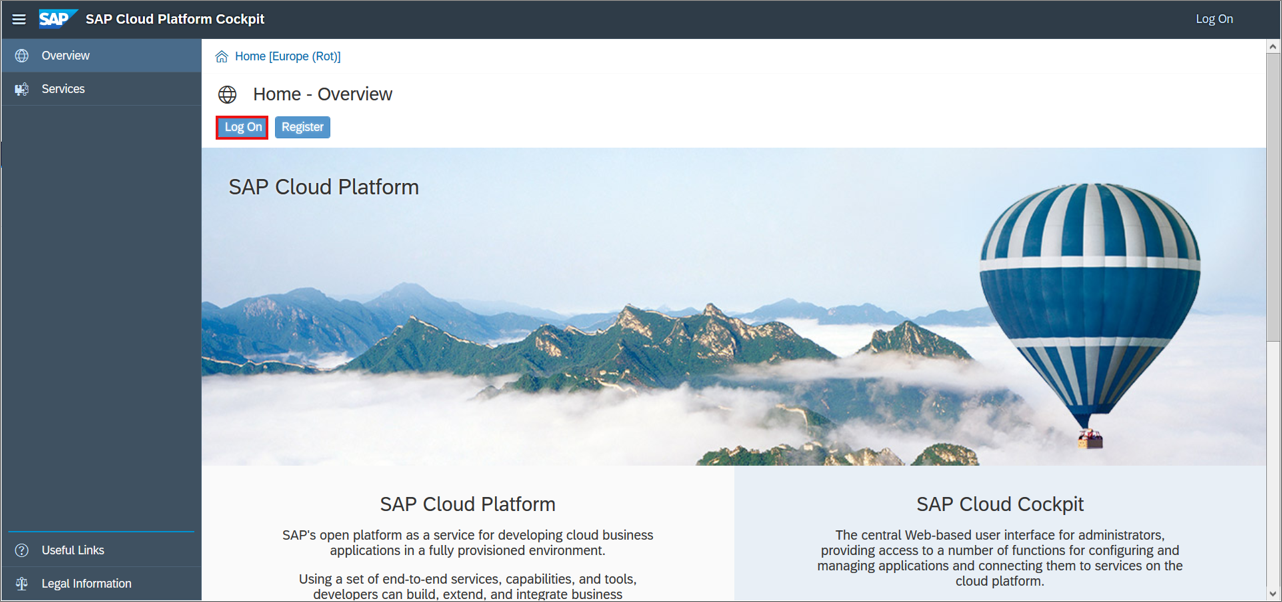 SAP SAP Cloud Platform Cockpit Log On
Overview
Services
Home [Europe (Rot)]
Home - Overview
Log On Register
SAP Cloud Platform
SAP Cloud Platform
SAP's open platform as a service for developing cloud business
applications in a fully provisioned environment.
Using a set of end-to-end services, capabilities, and tools,
developers can build, extend, and integrate business
SAP Cloud Cockpit
The central Web-based user interface for administrators,
providing access to a number of functions for configuring and
managing applications and connecting them to services on the
cloud platform.
Useful Links
Legal Information